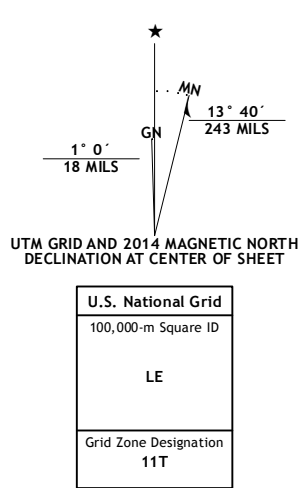 ★
MN
GN
13° 40´
243 MILS
1° 0´
18 MILS
UTM GRID AND 2014 MAGNETIC NORTH
DECLINATION AT CENTER OF SHEET
U.S. National Grid
100,000-m Square ID
LE
Grid Zone Designation
11T